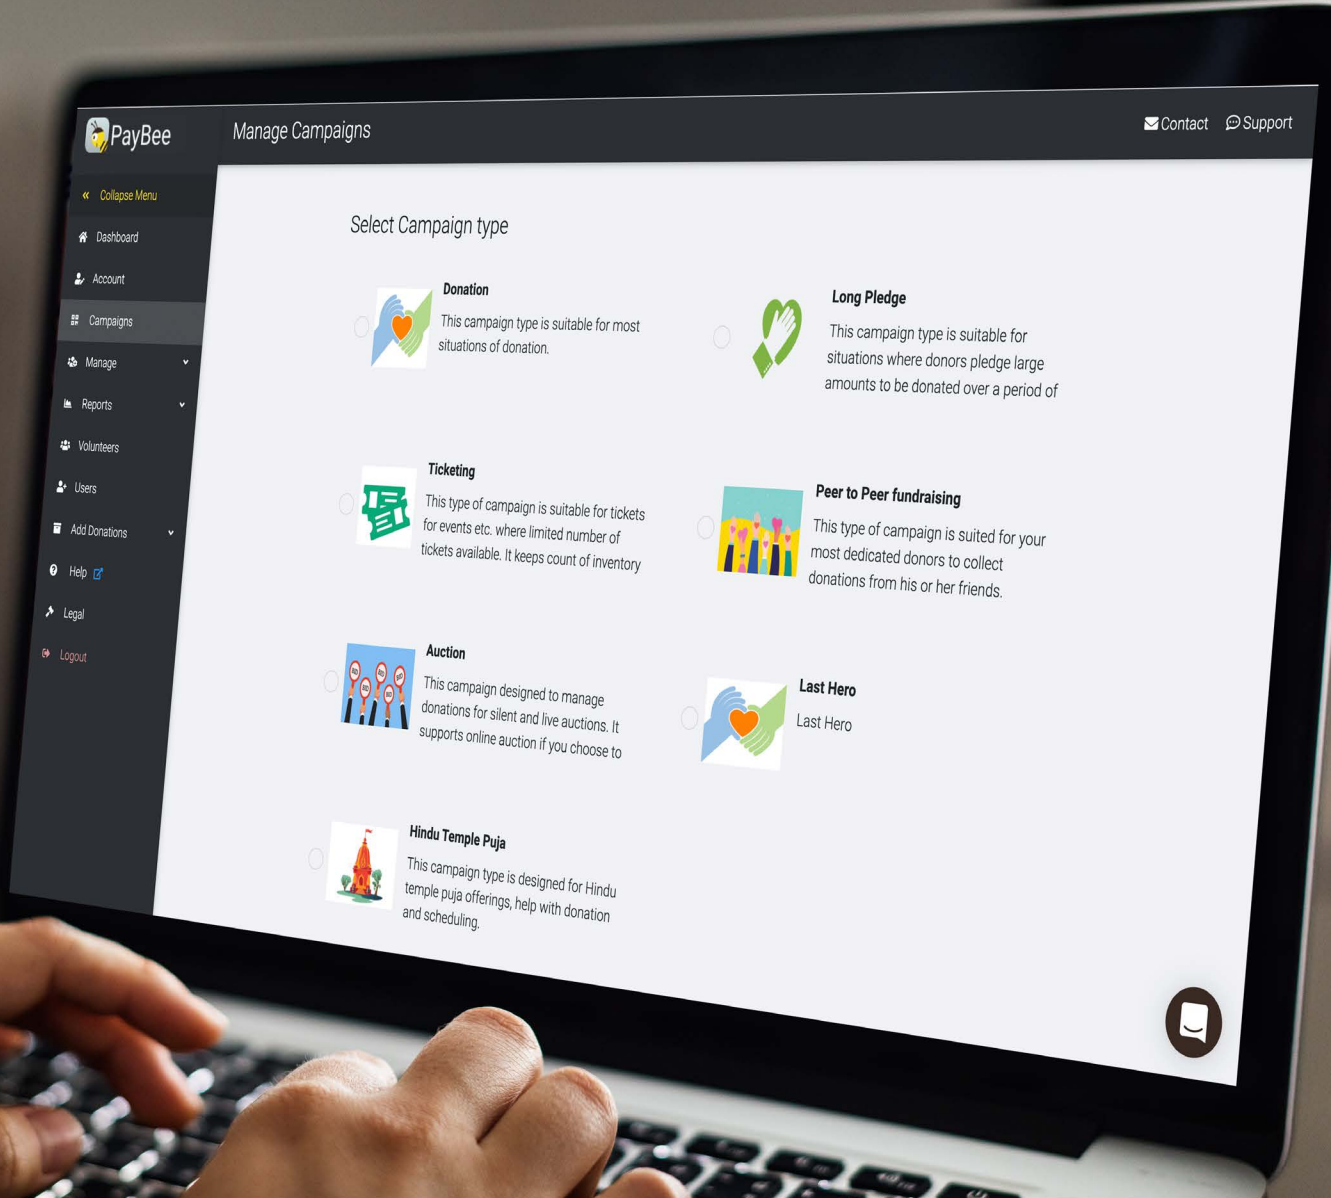 PayBee
Manage Campaigns
Contact
Support
Collapse Menu
Dashboard
Account
Campaigns
Manage
Reports
Volunteers
Users
Add Donations
Help
Legal
Logout
Select Campaign type
Donation
This campaign type is suitable for most
situations of donation.
Long Pledge
This campaign type is suitable for
situations where donors pledge large
amounts to be donated over a period of
Ticketing
This type of campaign is suitable for tickets
for events etc. where limited number of
tickets available. It keeps count of inventory
Peer to Peer fundraising
This type of campaign is suited for your
most dedicated donors to collect
donations from his or her friends.
BID
BID
BID
BID
BID
Auction
This campaign designed to manage
donations for silent and live auctions. It
supports online auction if you choose to
Last Hero
Last Hero
Hindu Temple Puja
This campaign type is designed for Hindu
temple puja offerings, help with donation
and scheduling.